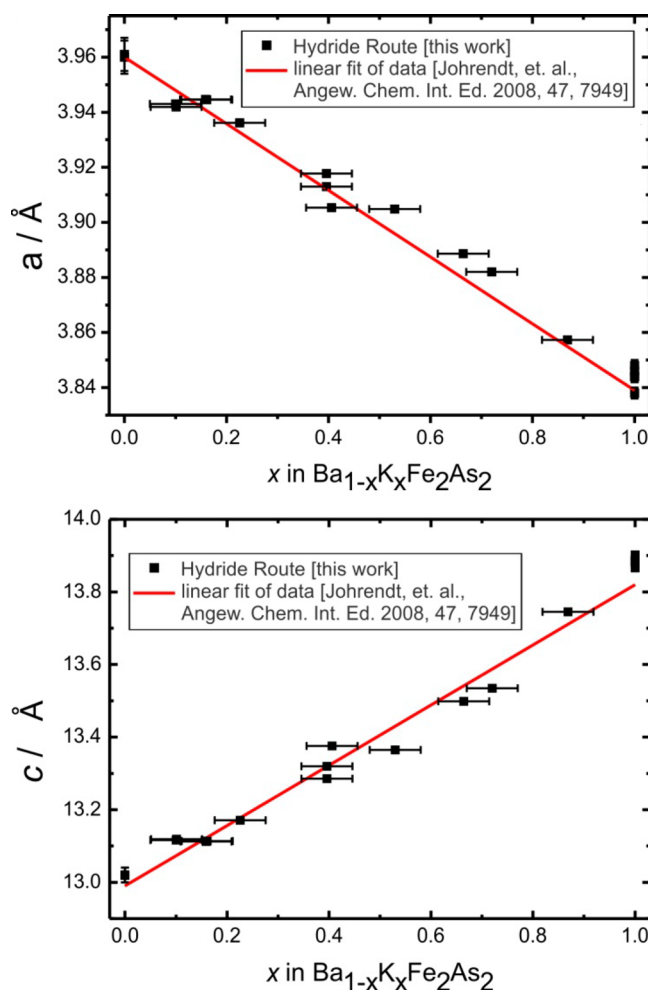 Hydride Route [this work]
linear fit of data [Johrendt, et. al.,
Angew. Chem. Int. Ed. 2008, 47, 7949]
3.96
3.94
3.92
3.90
3.88
3.86
3.84
a / Å
0.0 0.2 0.4 0.6 0.8 1.0
x in Ba₁₋ₓKₓFe₂As₂
Hydride Route [this work]
linear fit of data [Johrendt, et. al.,
Angew. Chem. Int. Ed. 2008, 47, 7949]
14.0
13.8
13.6
13.4
13.2
13.0
c / Å
0.0 0.2 0.4 0.6 0.8 1.0
x in Ba₁₋ₓKₓFe₂As₂